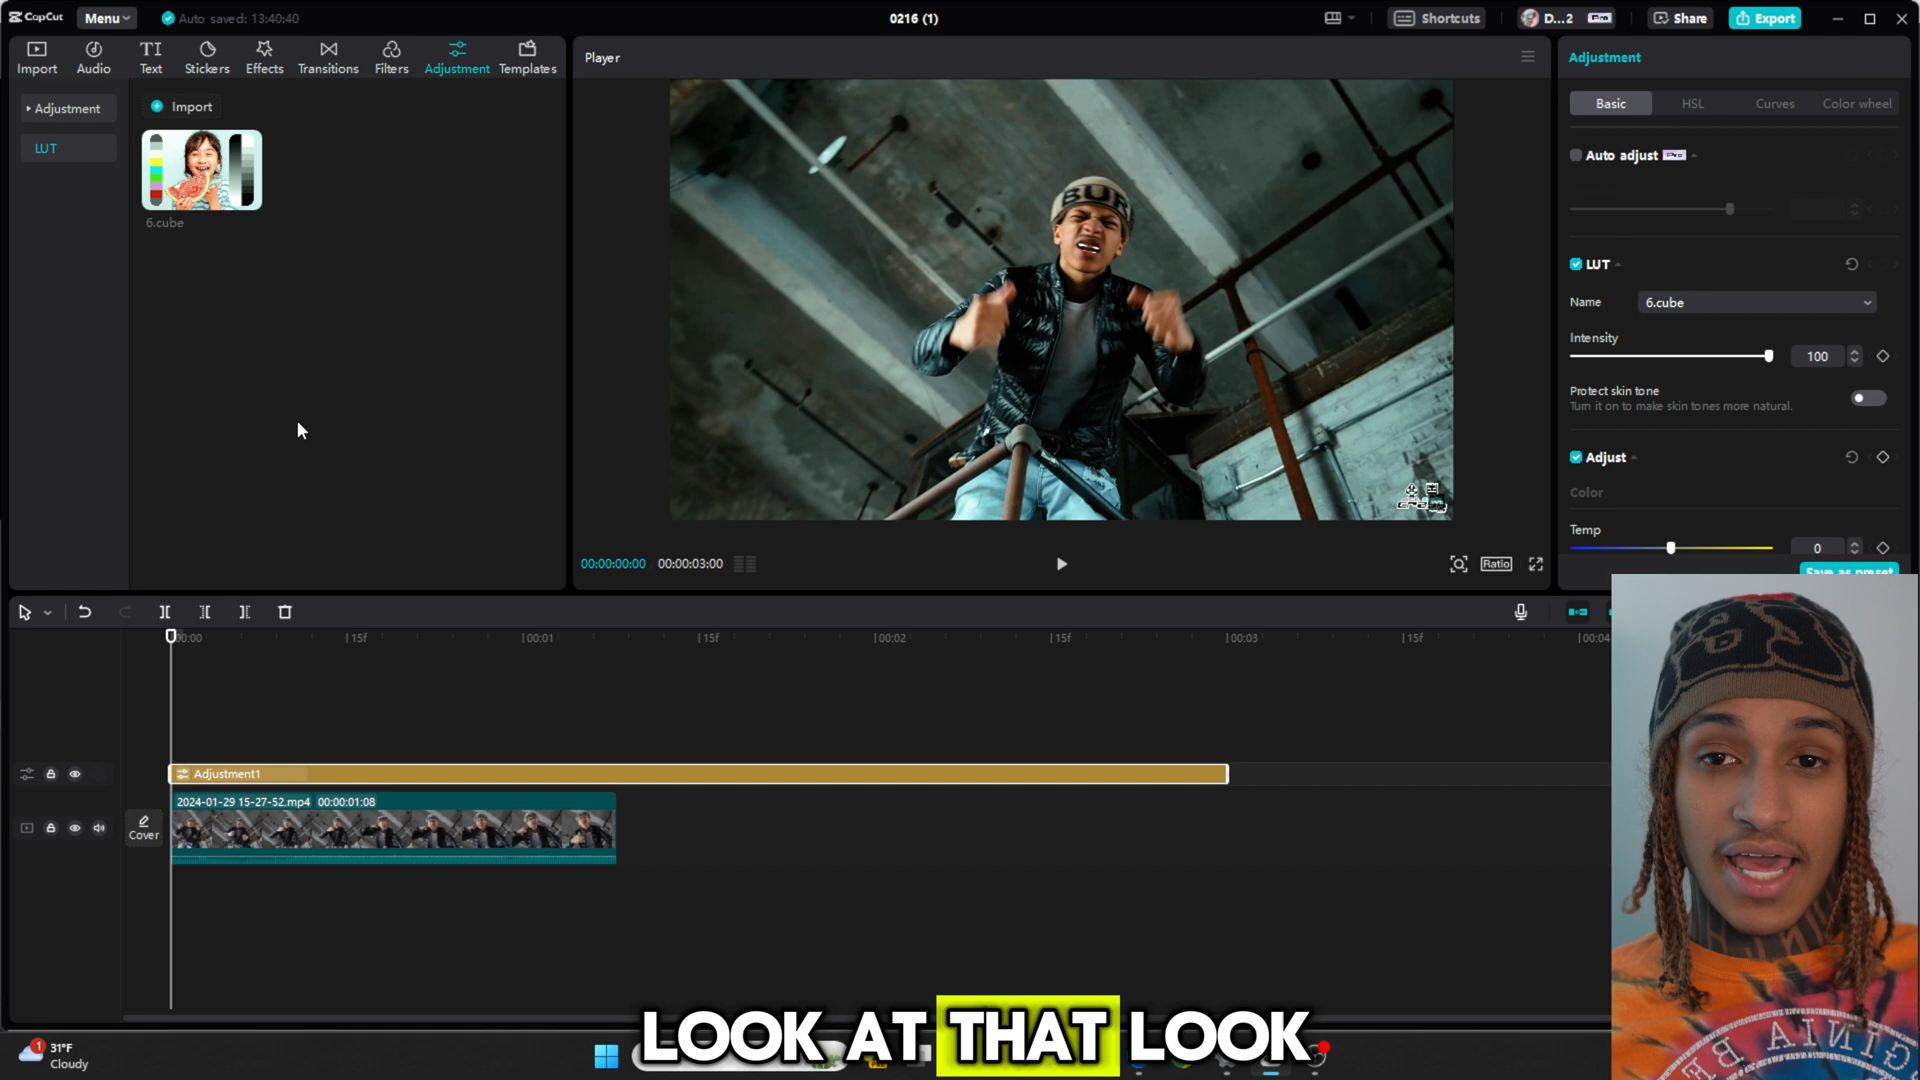 CapCut
Menu
Auto saved: 13:40:40
0216 (1)
Shortcuts
D...2
Pro
Share
Export
Import
Audio
TI
Text
Stickers
Effects
Transitions
Filters
Adjustment
Templates
Adjustment
LUT
Import
6.cube
Player
BUR
00:00:00:00
00:00:03:00
Ratio
Adjustment
Basic
HSL
Curves
Color wheel
Auto adjust
Pro
LUT
Name
6.cube
Intensity
100
Protect skin tone
Turn it on to make skin tones more natural.
Adjust
Color
Temp
0
Save as preset
00:00
15f
00:01
15f
00:02
15f
00:03
15f
00:04
Adjustment1
2024-01-29 15-27-52.mp4 00:00:01:08
Cover
LOOK AT THAT LOOK
1
31°F
Cloudy